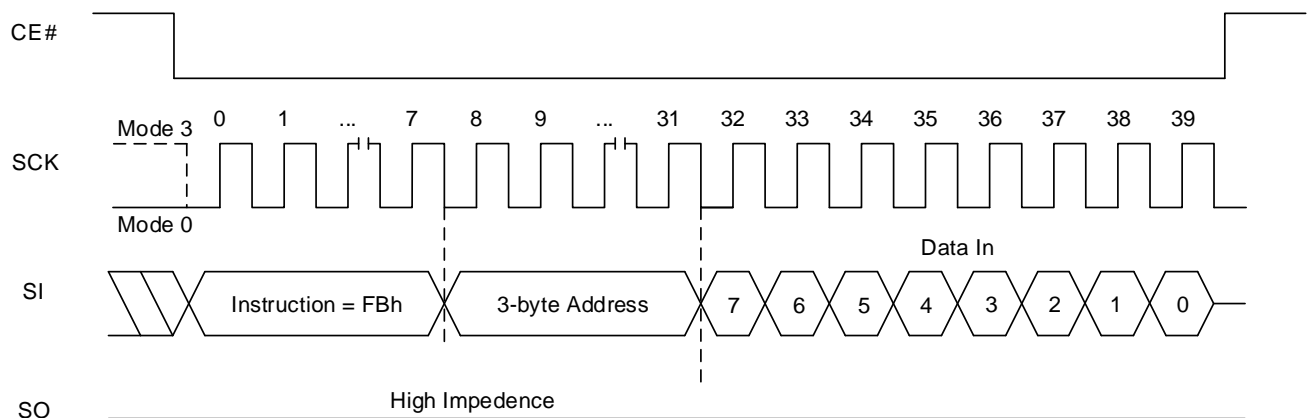 CE#
Mode 3
0 1 ... 7 8 9 ... 31 32 33 34 35 36 37 38 39
SCK
Mode 0
Data In
SI
Instruction = FBh
3-byte Address
7 6 5 4 3 2 1 0
High Impedence
SO